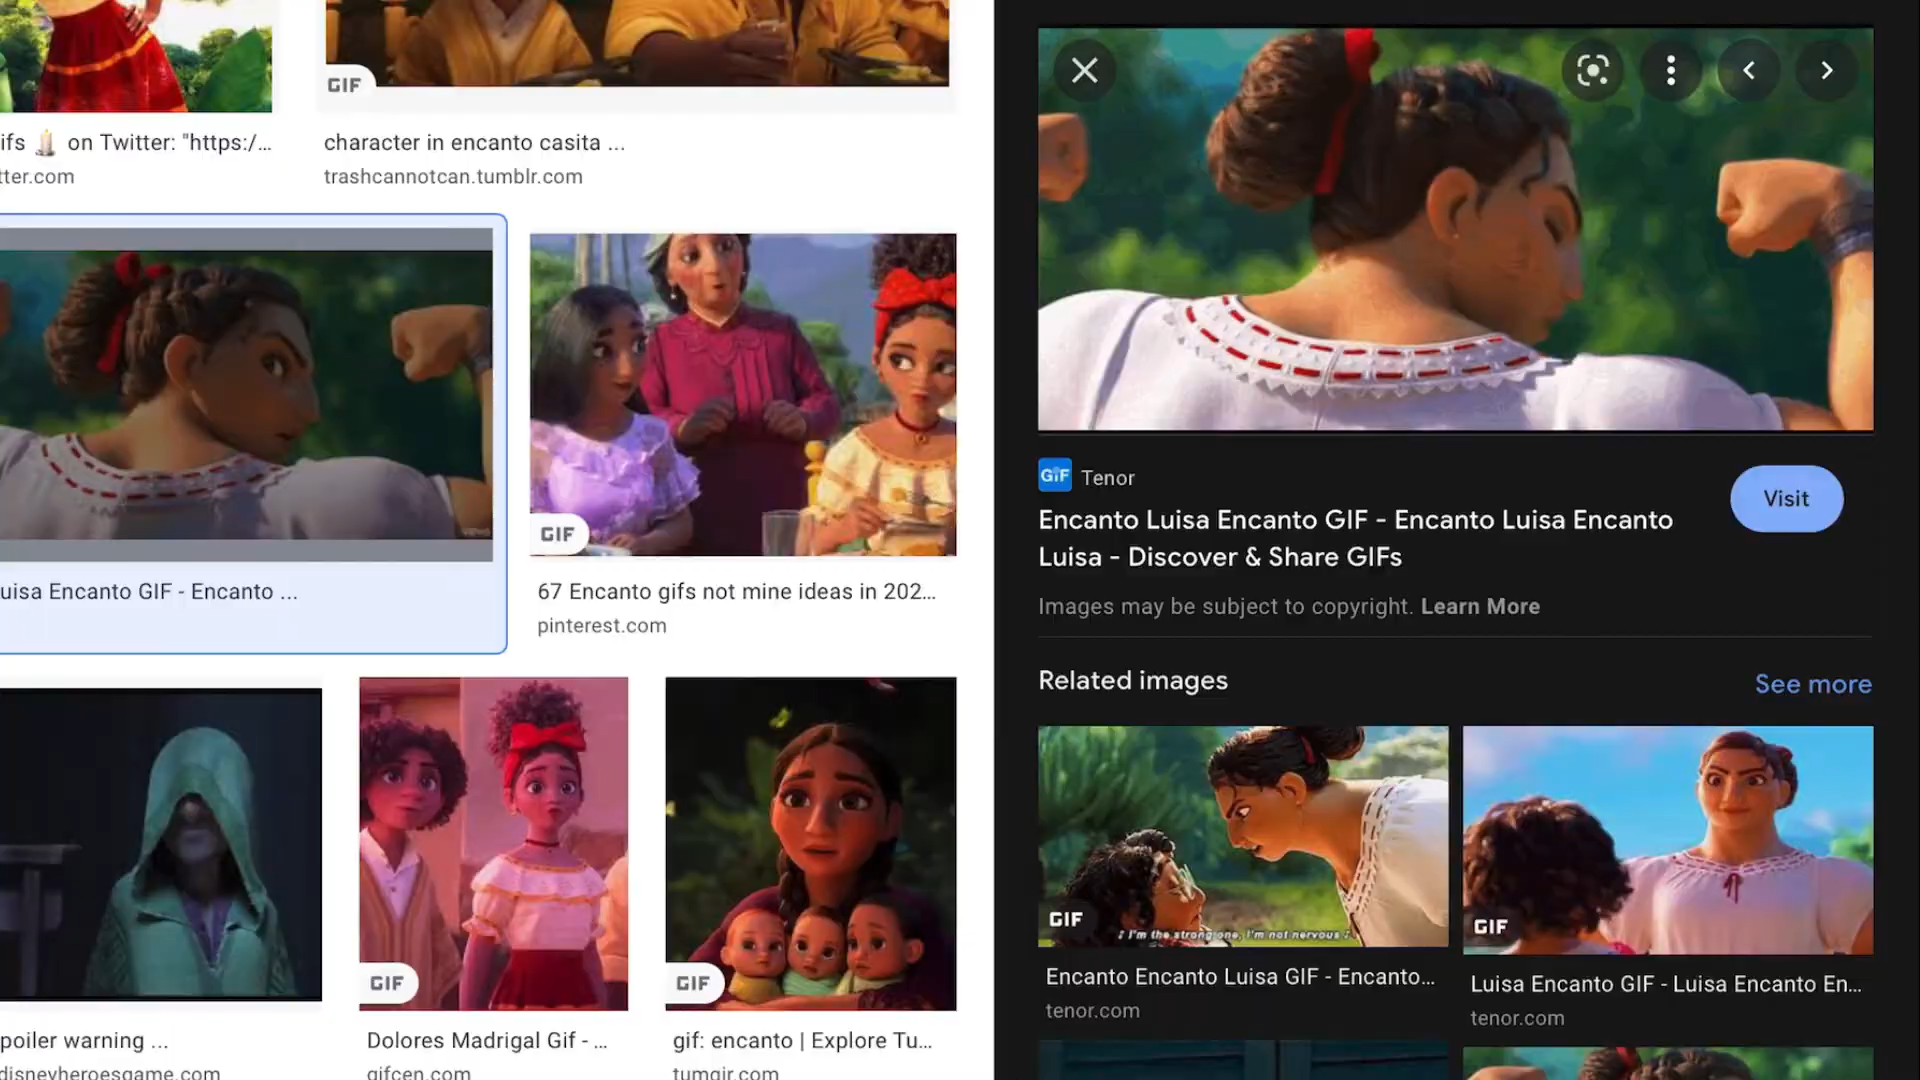 GIF
ifs 🕯️ on Twitter: "https:/...
tter.com
character in encanto casita ...
trashcannotcan.tumblr.com
uisa Encanto GIF - Encanto ...
GIF
67 Encanto gifs not mine ideas in 202...
pinterest.com
poiler warning ...
disneyheroesgame.com
GIF
Dolores Madrigal Gif - ...
gifcen.com
GIF
gif: encanto | Explore Tu...
tumgir.com
GIF Tenor
Visit
Encanto Luisa Encanto GIF - Encanto Luisa Encanto
Luisa - Discover & Share GIFs
Images may be subject to copyright. Learn More
Related images
See more
GIF
♪ I'm the strong one, I'm not nervous ♪
Encanto Encanto Luisa GIF - Encanto...
tenor.com
GIF
Luisa Encanto GIF - Luisa Encanto En...
tenor.com